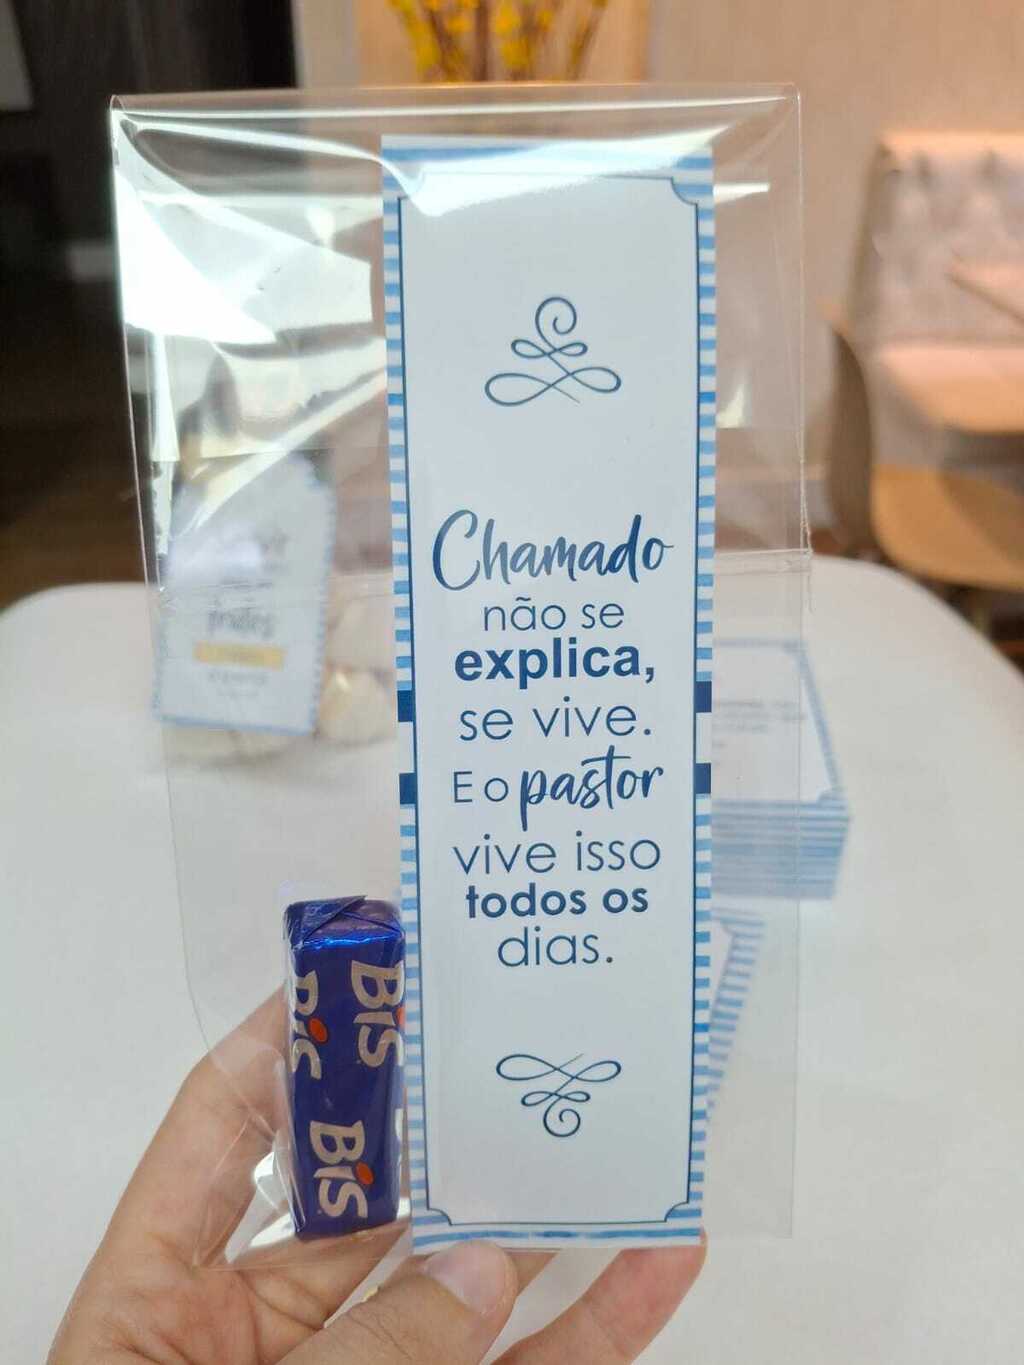 Chamado
não se
explica,
se vive.
E o pastor
vive isso
todos os
dias.
Bis
Bis
Bis